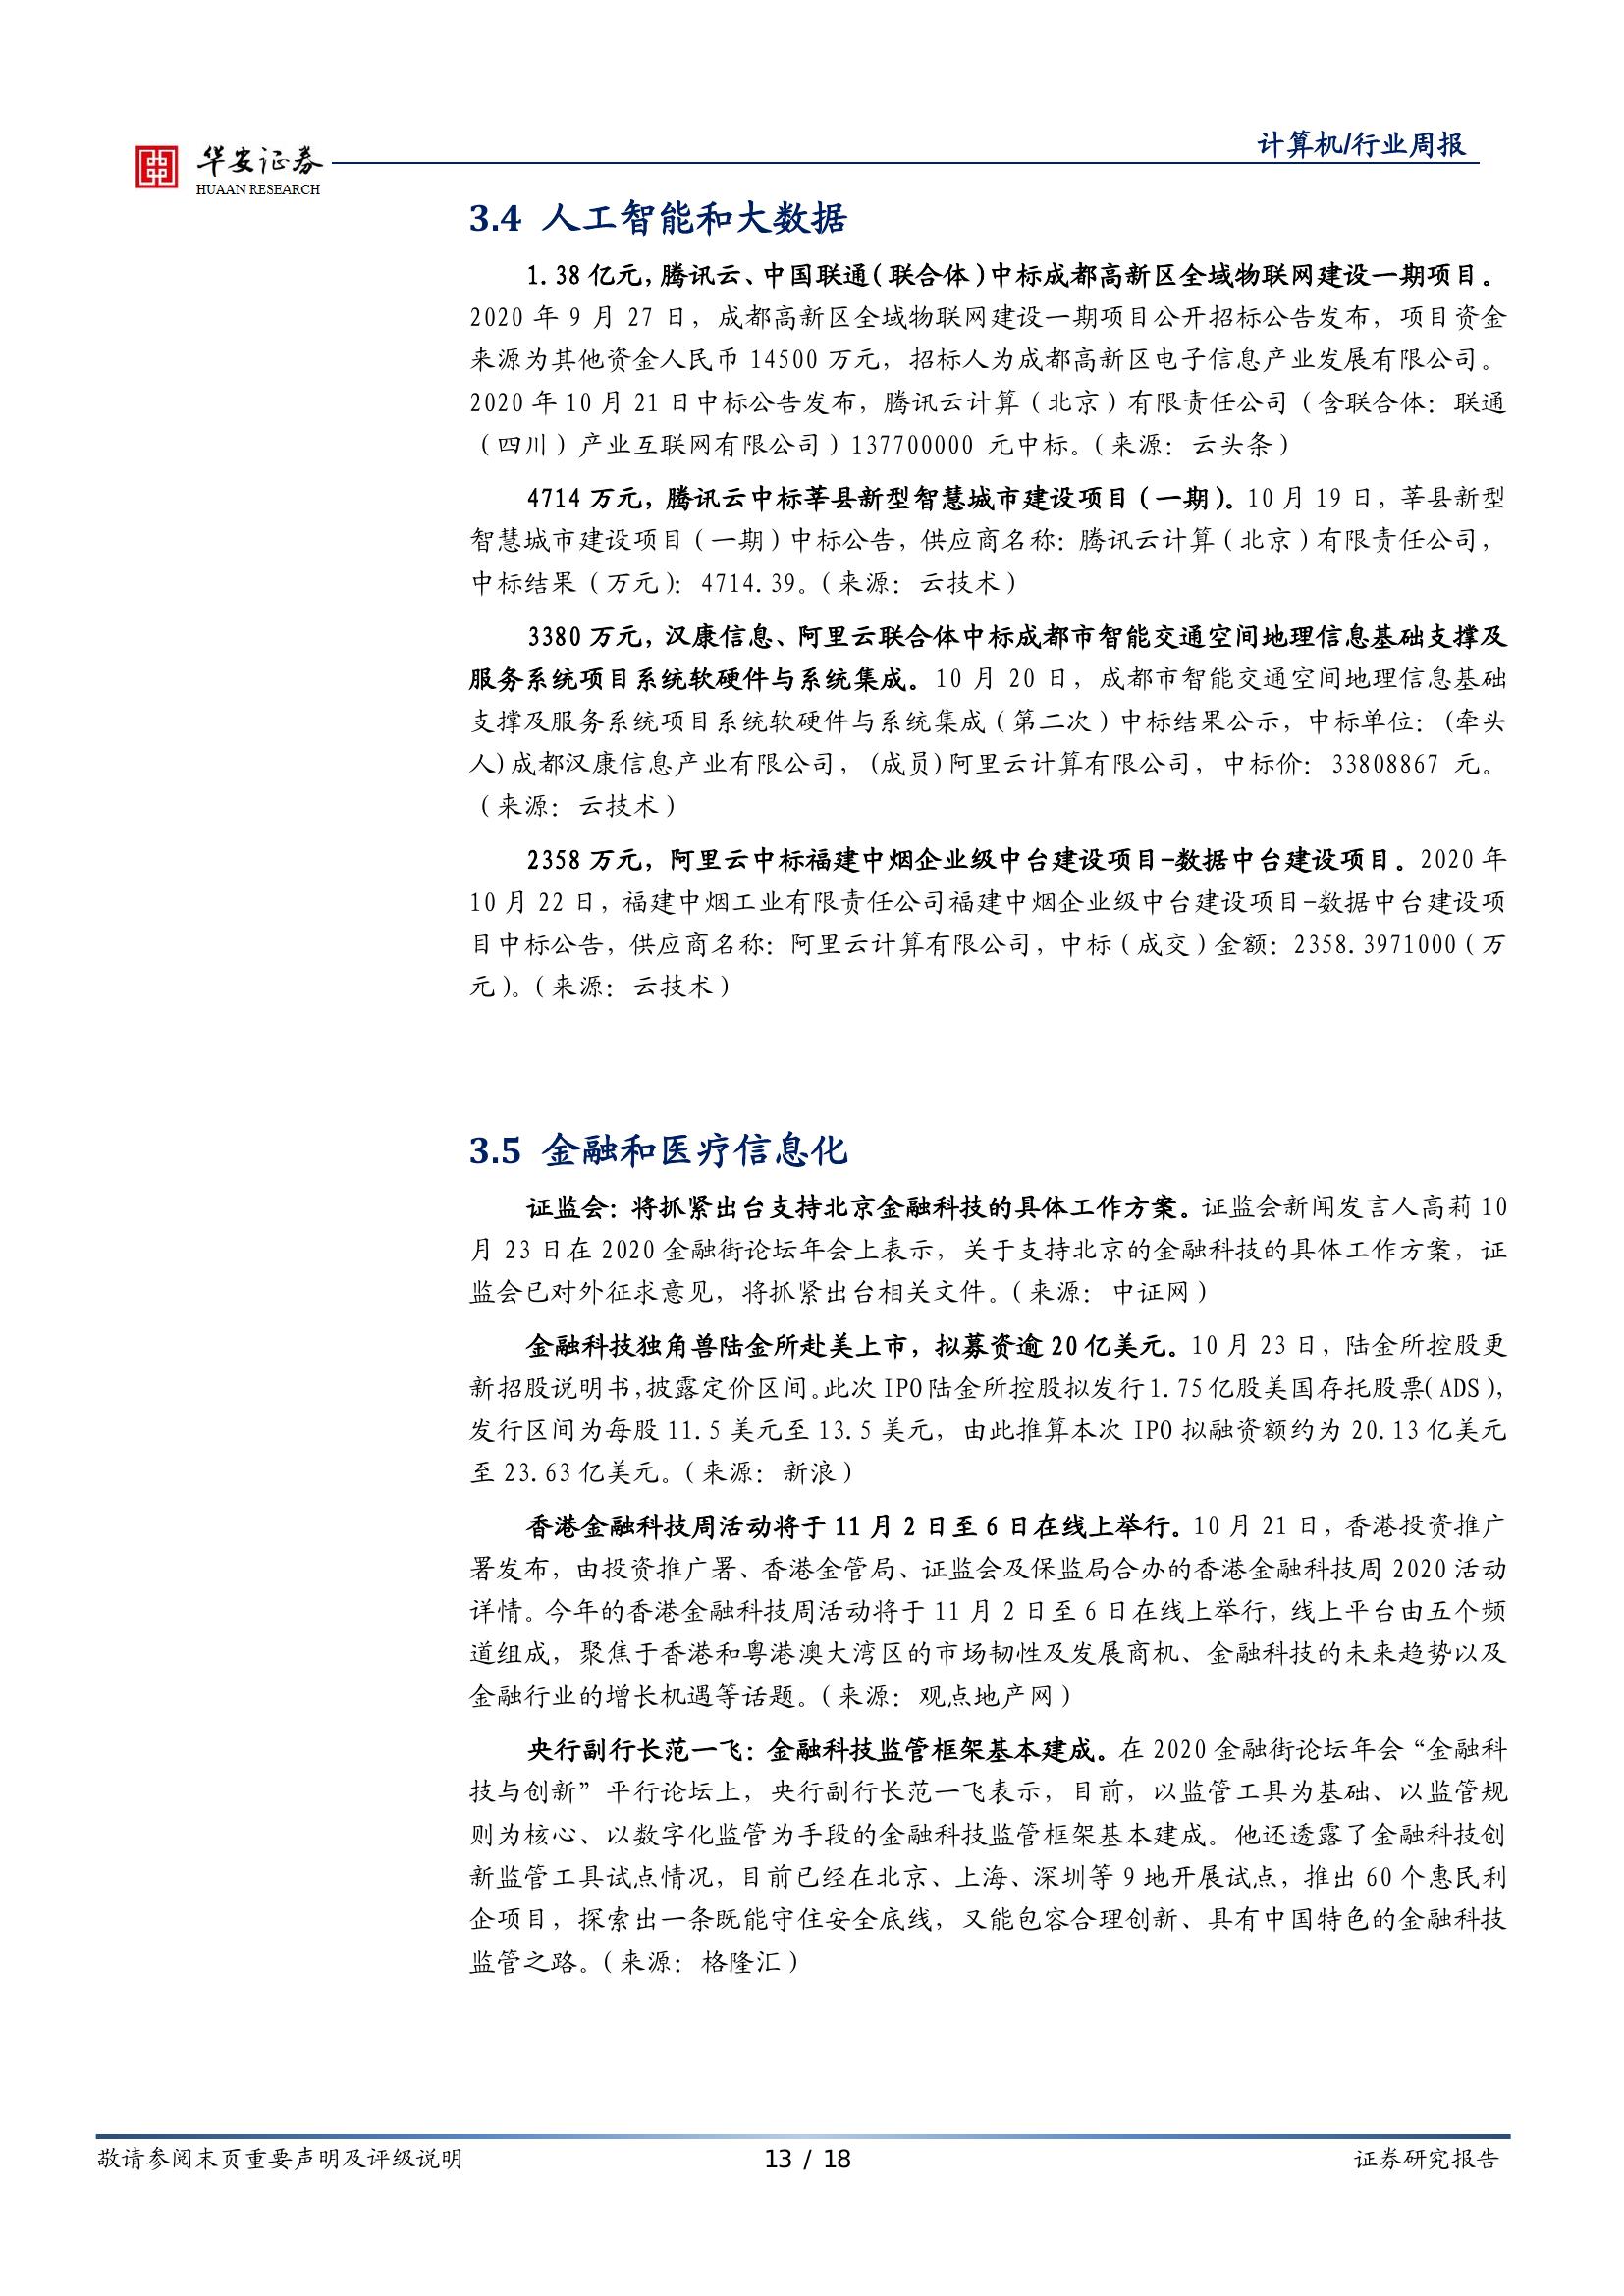 华安证券
HUAAN RESEARCH
计算机/行业周报
3.4 人工智能和大数据
1.38 亿元，腾讯云、中国联通（联合体）中标成都高新区全域物联网建设一期项目。
2020 年 9 月 27 日，成都高新区全域物联网建设一期项目公开招标公告发布，项目资金
来源为其他资金人民币 14500 万元，招标人为成都高新区电子信息产业发展有限公司。
2020 年 10 月 21 日中标公告发布，腾讯云计算（北京）有限责任公司（含联合体：联通
（四川）产业互联网有限公司）137700000 元中标。（来源：云头条）
4714 万元，腾讯云中标莘县新型智慧城市建设项目（一期）。10 月 19 日，莘县新型
智慧城市建设项目（一期）中标公告，供应商名称：腾讯云计算（北京）有限责任公司，
中标结果（万元）：4714.39。（来源：云技术）
3380 万元，汉康信息、阿里云联合体中标成都市智能交通空间地理信息基础支撑及
服务系统项目系统软硬件与系统集成。10 月 20 日，成都市智能交通空间地理信息基础
支撑及服务系统项目系统软硬件与系统集成（第二次）中标结果公示，中标单位：(牵头
人)成都汉康信息产业有限公司，(成员)阿里云计算有限公司，中标价：33808867 元。
（来源：云技术）
2358 万元，阿里云中标福建中烟企业级中台建设项目-数据中台建设项目。2020 年
10 月 22 日，福建中烟工业有限责任公司福建中烟企业级中台建设项目-数据中台建设项
目中标公告，供应商名称：阿里云计算有限公司，中标（成交）金额：2358.3971000（万
元）。（来源：云技术）
3.5 金融和医疗信息化
证监会：将抓紧出台支持北京金融科技的具体工作方案。证监会新闻发言人高莉 10
月 23 日在 2020 金融街论坛年会上表示，关于支持北京的金融科技的具体工作方案，证
监会已对外征求意见，将抓紧出台相关文件。（来源：中证网）
金融科技独角兽陆金所赴美上市，拟募资逾 20 亿美元。10 月 23 日，陆金所控股更
新招股说明书，披露定价区间。此次 IPO 陆金所控股拟发行 1.75 亿股美国存托股票（ADS），
发行区间为每股 11.5 美元至 13.5 美元，由此推算本次 IPO 拟融资额约为 20.13 亿美元
至 23.63 亿美元。（来源：新浪）
香港金融科技周活动将于 11 月 2 日至 6 日在线上举行。10 月 21 日，香港投资推广
署发布，由投资推广署、香港金管局、证监会及保监局合办的香港金融科技周 2020 活动
详情。今年的香港金融科技周活动将于 11 月 2 日至 6 日在线上举行，线上平台由五个频
道组成，聚焦于香港和粤港澳大湾区的市场韧性及发展商机、金融科技的未来趋势以及
金融行业的增长机遇等话题。（来源：观点地产网）
央行副行长范一飞：金融科技监管框架基本建成。在 2020 金融街论坛年会“金融科
技与创新”平行论坛上，央行副行长范一飞表示，目前，以监管工具为基础、以监管规
则为核心、以数字化监管为手段的金融科技监管框架基本建成。他还透露了金融科技创
新监管工具试点情况，目前已经在北京、上海、深圳等 9 地开展试点，推出 60 个惠民利
企项目，探索出一条既能守住安全底线，又能包容合理创新、具有中国特色的金融科技
监管之路。（来源：格隆汇）
敬请参阅末页重要声明及评级说明
13 / 18
证券研究报告